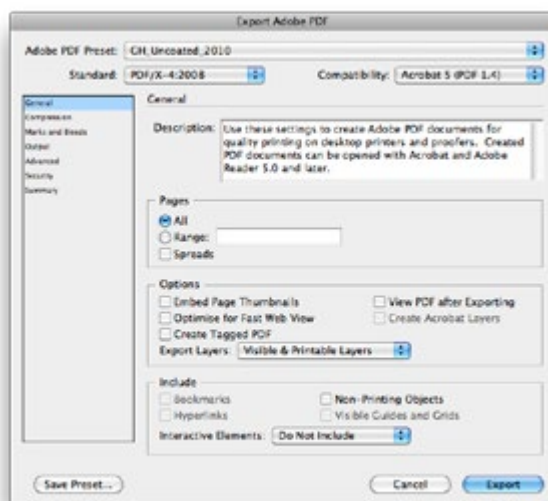 Export Adobe PDF
Adobe PDF Preset: GH_Uncoated_2010
Standard: PDF/X-4:2008 Compatibility: Acrobat 5 (PDF 1.4)
General
Compression
Marks and Bleeds
Output
Advanced
Security
Summary
General
Description: Use these settings to create Adobe PDF documents for
quality printing on desktop printers and proofers. Created
PDF documents can be opened with Acrobat and Adobe
Reader 5.0 and later.
Pages
All
Range:
Spreads
Options
Embed Page Thumbnails View PDF after Exporting
Optimise for Fast Web View Create Acrobat Layers
Create Tagged PDF
Export Layers: Visible & Printable Layers
Include
Bookmarks Non-Printing Objects
Hyperlinks Visible Guides and Grids
Interactive Elements: Do Not Include
Save Preset... Cancel Export